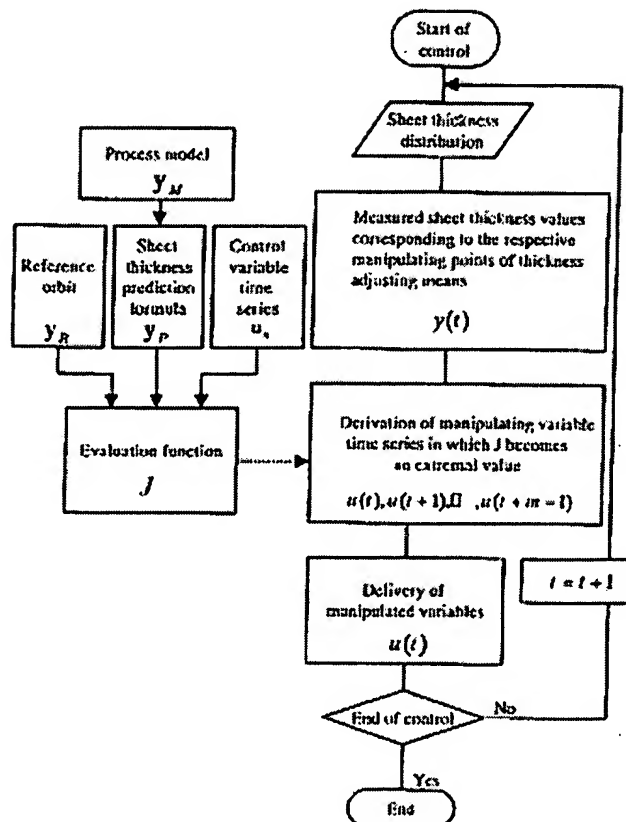 Start of
control
Sheet thickness
distribution
Process model
y_M
Measured sheet thickness values
corresponding to the respective
manipulating points of thickness
adjusting means
y(t)
Reference
orbit
y_R
Sheet
thickness
prediction
formula
y_P
Control
variable
time
series
Evaluation function
J
Derivation of manipulating variable
time series in which J becomes
an extremal value
u(t), u(t + 1),▯ , u(t + m − 1)
Delivery of
manipulated variables
u(t)
t = t + 1
End of control
No
Yes
End